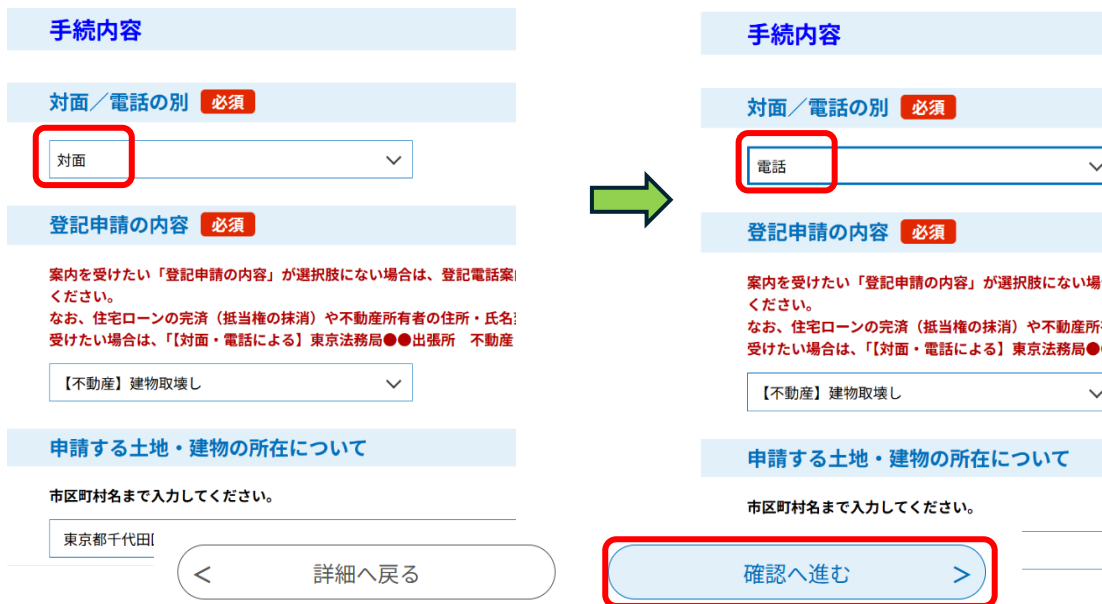 手続内容
対面／電話の別 必須
対面
登記申請の内容 必須
案内を受けたい「登記申請の内容」が選択肢にない場合は、登記電話案
ください。
なお、住宅ローンの完済（抵当権の抹消）や不動産所有者の住所・氏名
受けたい場合は、「【対面・電話による】東京法務局●●出張所 不動産
【不動産】建物取壊し
申請する土地・建物の所在について
市区町村名まで入力してください。
東京都千代田
< 詳細へ戻る
手続内容
対面／電話の別 必須
電話
登記申請の内容 必須
案内を受けたい「登記申請の内容」が選択肢にない場
ください。
なお、住宅ローンの完済（抵当権の抹消）や不動産所
受けたい場合は、「【対面・電話による】東京法務局●
【不動産】建物取壊し
申請する土地・建物の所在について
市区町村名まで入力してください。
確認へ進む >